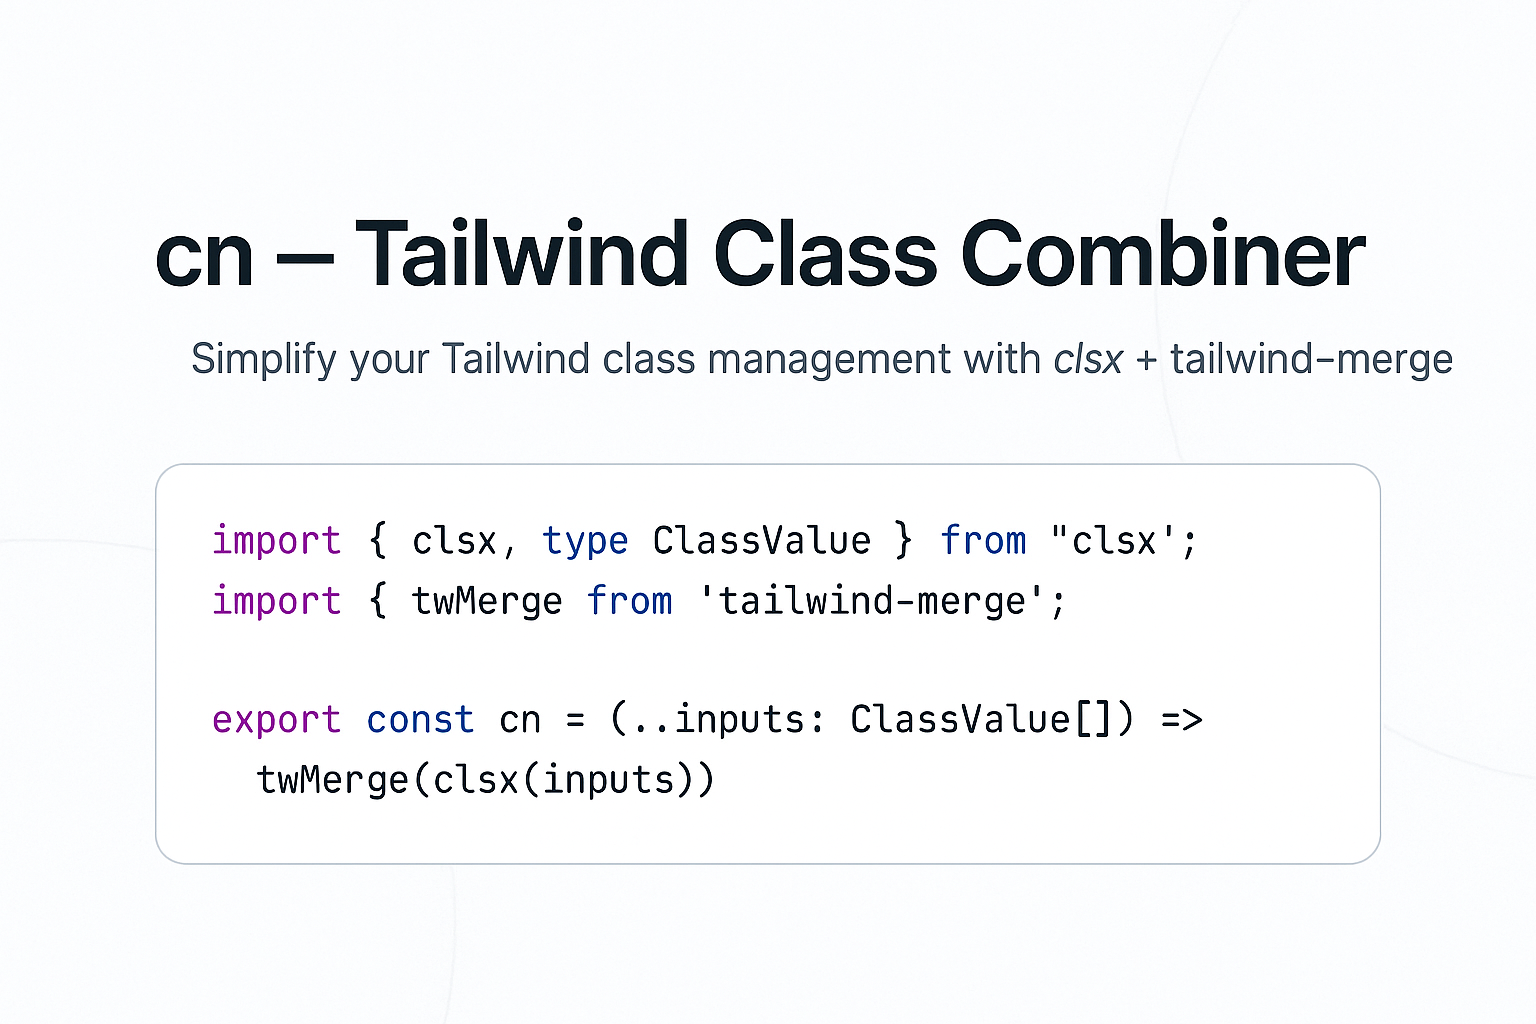 cn – Tailwind Class Combiner
Simplify your Tailwind class management with clsx + tailwind-merge
import { clsx, type ClassValue } from "clsx';
import { twMerge from 'tailwind-merge';
export const cn = (..inputs: ClassValue[]) =>
twMerge(clsx(inputs))